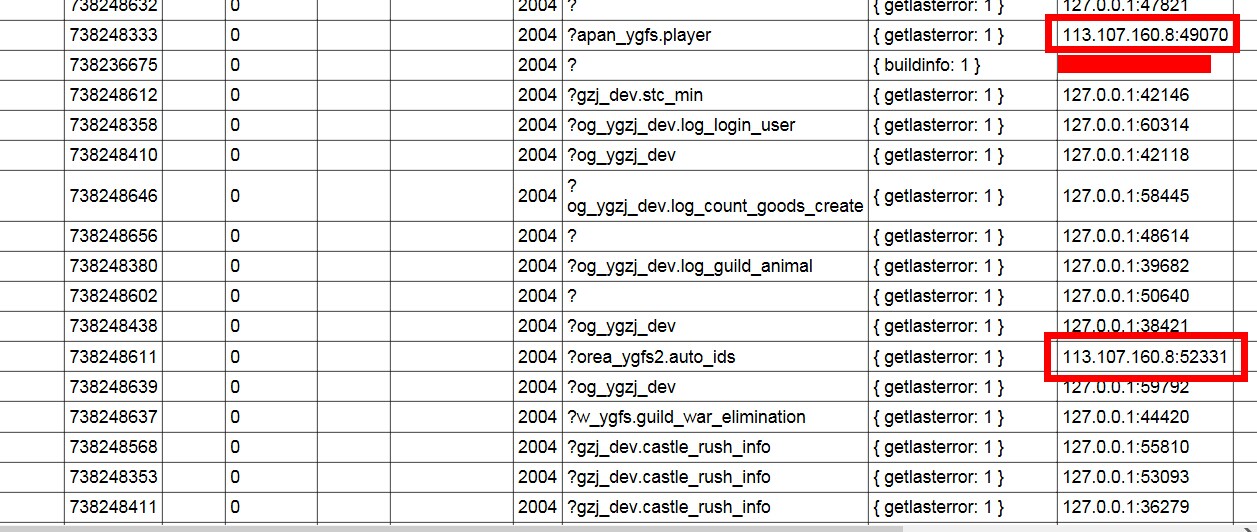 738248632 0 2004 ? { getlasterror: 1 } 127.0.0.1:47821
738248333 0 2004 ?apan_ygfs.player { getlasterror: 1 } 113.107.160.8:49070
738236675 0 2004 ? { buildinfo: 1 }
738248612 0 2004 ?gzj_dev.stc_min { getlasterror: 1 } 127.0.0.1:42146
738248358 0 2004 ?og_ygzj_dev.log_login_user { getlasterror: 1 } 127.0.0.1:60314
738248410 0 2004 ?og_ygzj_dev { getlasterror: 1 } 127.0.0.1:42118
738248646 0 2004 ?
og_ygzj_dev.log_count_goods_create { getlasterror: 1 } 127.0.0.1:58445
738248656 0 2004 ? { getlasterror: 1 } 127.0.0.1:48614
738248380 0 2004 ?og_ygzj_dev.log_guild_animal { getlasterror: 1 } 127.0.0.1:39682
738248602 0 2004 ? { getlasterror: 1 } 127.0.0.1:50640
738248438 0 2004 ?og_ygzj_dev { getlasterror: 1 } 127.0.0.1:38421
738248611 0 2004 ?orea_ygfs2.auto_ids { getlasterror: 1 } 113.107.160.8:52331
738248639 0 2004 ?og_ygzj_dev { getlasterror: 1 } 127.0.0.1:59792
738248637 0 2004 ?w_ygfs.guild_war_elimination { getlasterror: 1 } 127.0.0.1:44420
738248568 0 2004 ?gzj_dev.castle_rush_info { getlasterror: 1 } 127.0.0.1:55810
738248353 0 2004 ?gzj_dev.castle_rush_info { getlasterror: 1 } 127.0.0.1:53093
738248411 0 2004 ?gzj_dev.castle_rush_info { getlasterror: 1 } 127.0.0.1:36279